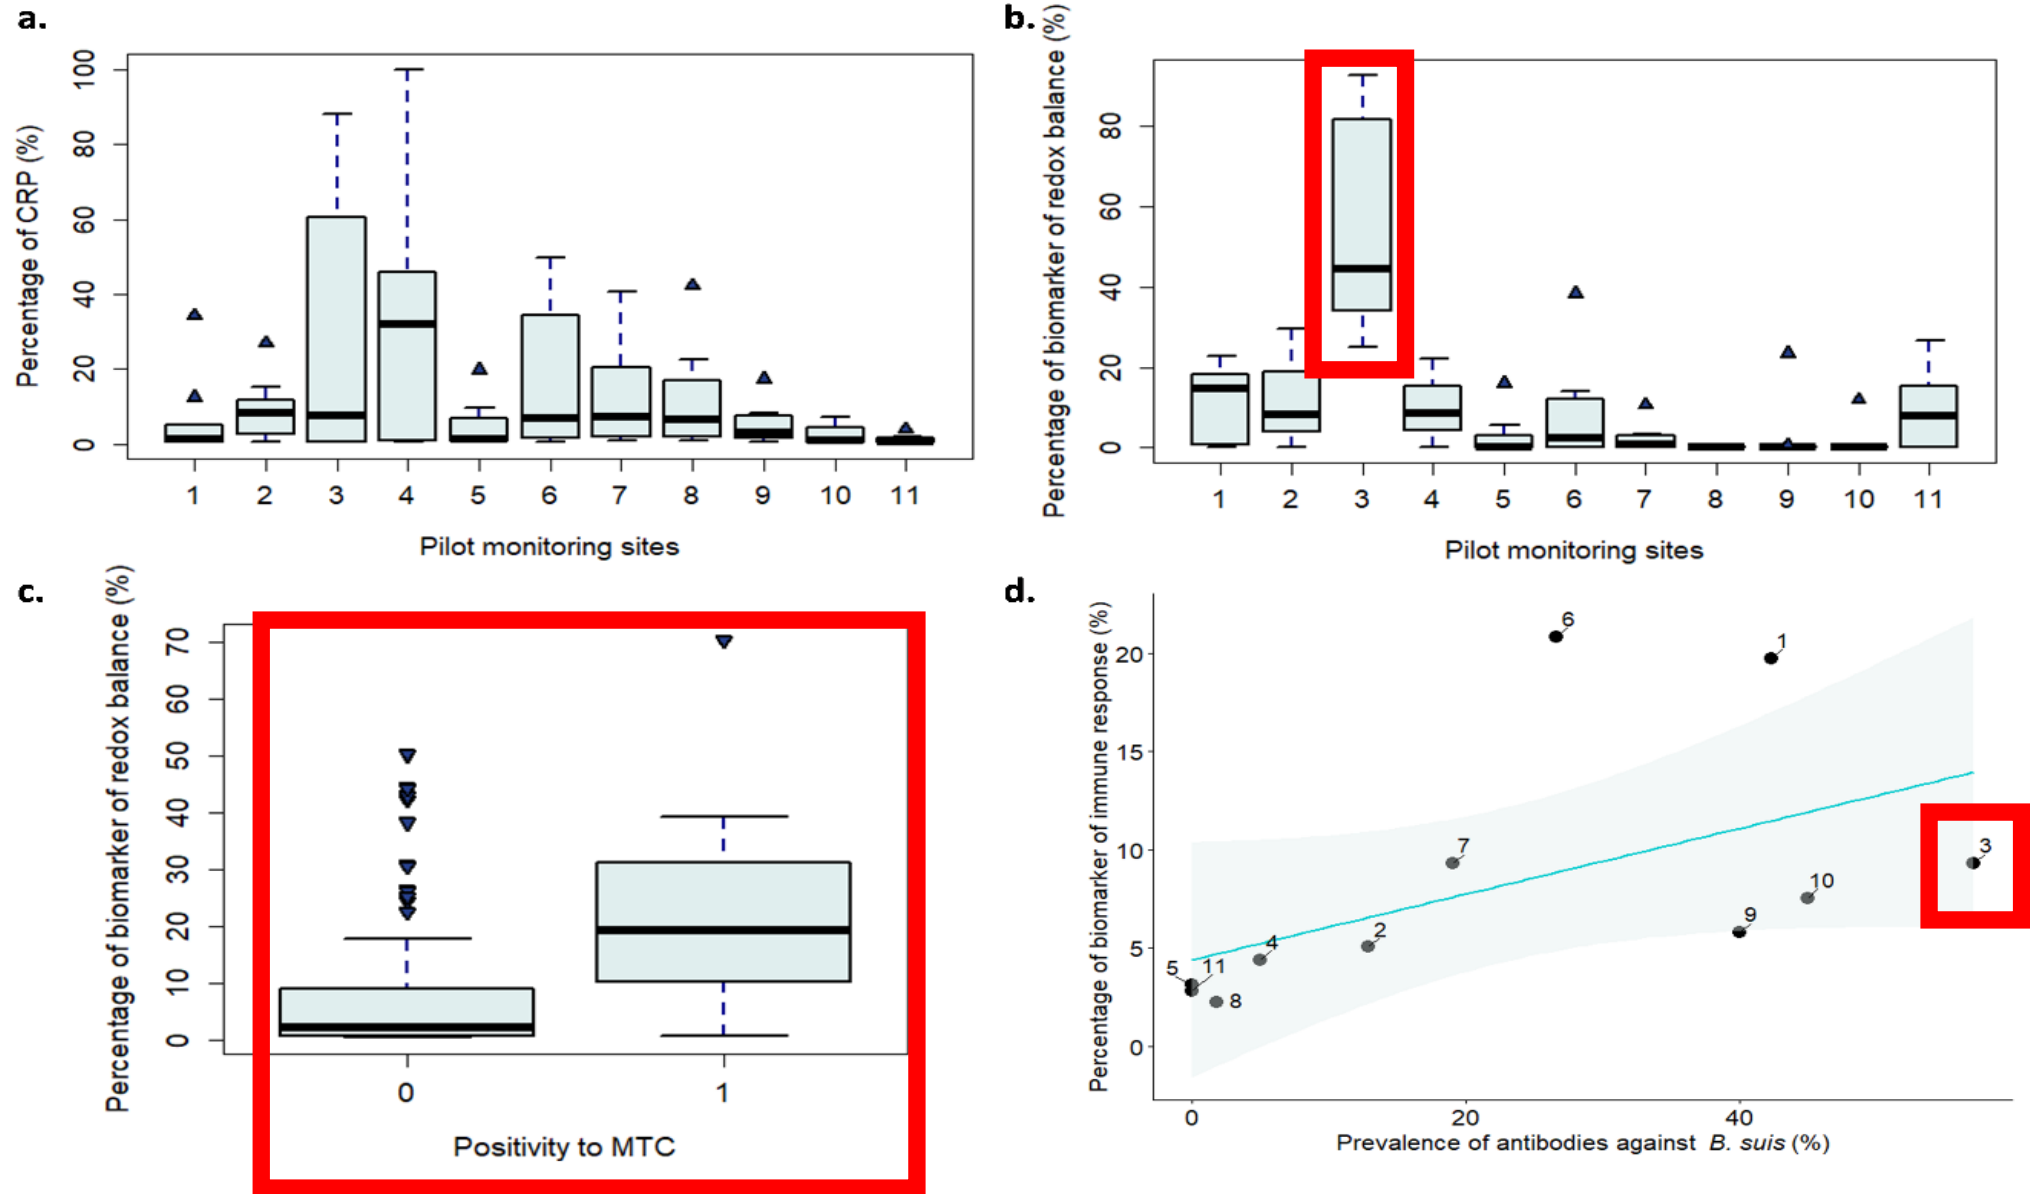 a.
Percentage of CRP (%)
100
80
60
40
20
0
1 2 3 4 5 6 7 8 9 10 11
Pilot monitoring sites
b.
Percentage of biomarker of redox balance (%)
80
60
40
20
0
1 2 3 4 5 6 7 8 9 10 11
Pilot monitoring sites
c.
Percentage of biomarker of redox balance (%)
70
60
50
40
30
20
10
0
0 1
Positivity to MTC
d.
Percentage of biomarker of immune response (%)
20
15
10
5
0
6
1
7
3
10
9
2
4
5 11
8
0 20 40
Prevalence of antibodies against B. suis (%)